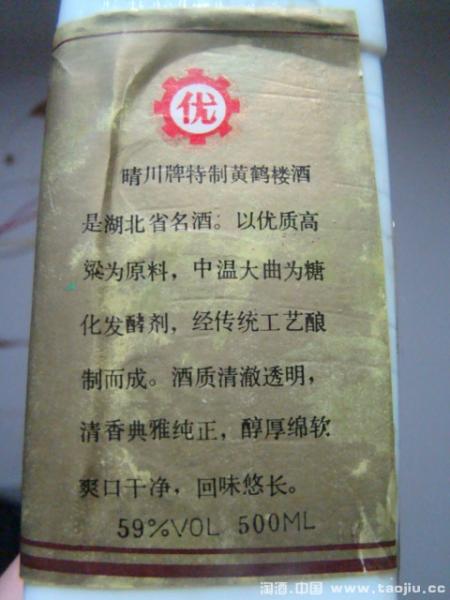 优
晴川牌特制黄鹤楼酒
是湖北省名酒。以优质高
粱为原料，中温大曲为糖
化发酵剂，经传统工艺酿
制而成。酒质清澈透明，
清香典雅纯正，醇厚绵软
爽口干净，回味悠长。
59%VOL 500ML
淘酒.中国 www.taojiu.cc